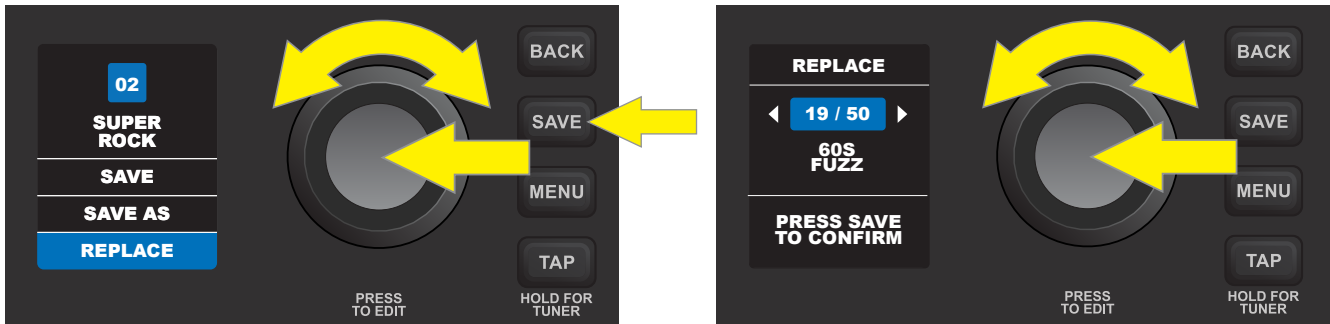 02
SUPER
ROCK
SAVE
SAVE AS
REPLACE
BACK
SAVE
MENU
TAP
PRESS
TO EDIT
HOLD FOR
TUNER
REPLACE
19 / 50
60S
FUZZ
PRESS SAVE
TO CONFIRM
BACK
SAVE
MENU
TAP
PRESS
TO EDIT
HOLD FOR
TUNER